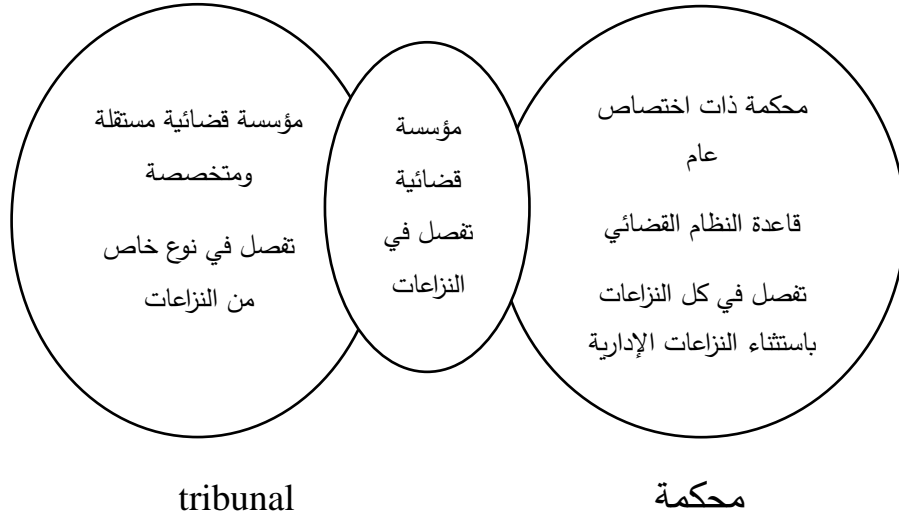 محكمة ذات اختصاص
عام
قاعدة النظام القضائي
تفصل في كل النزاعات
باستثناء النزاعات الإدارية
مؤسسة
قضائية
تفصل في
النزاعات
مؤسسة قضائية مستقلة
ومتخصصة
تفصل في نوع خاص
من النزاعات
محكمة
tribunal